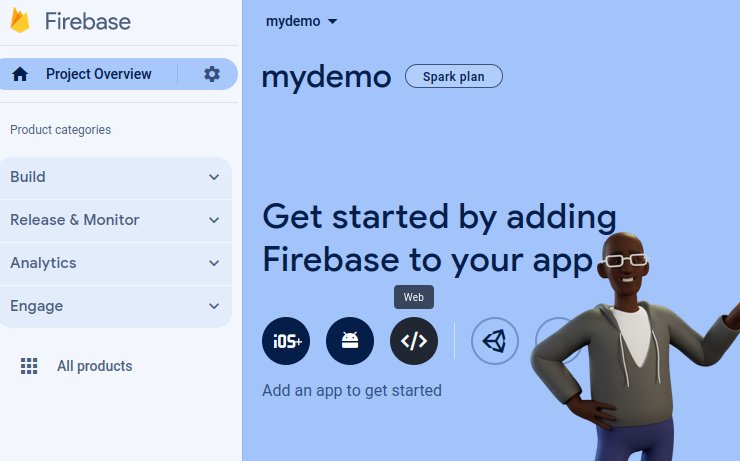 Firebase
Project Overview
Product categories
Build
Release & Monitor
Analytics
Engage
All products
mydemo
mydemo
Spark plan
Get started by adding
Firebase to your app
Web
iOS+
</>
Add an app to get started